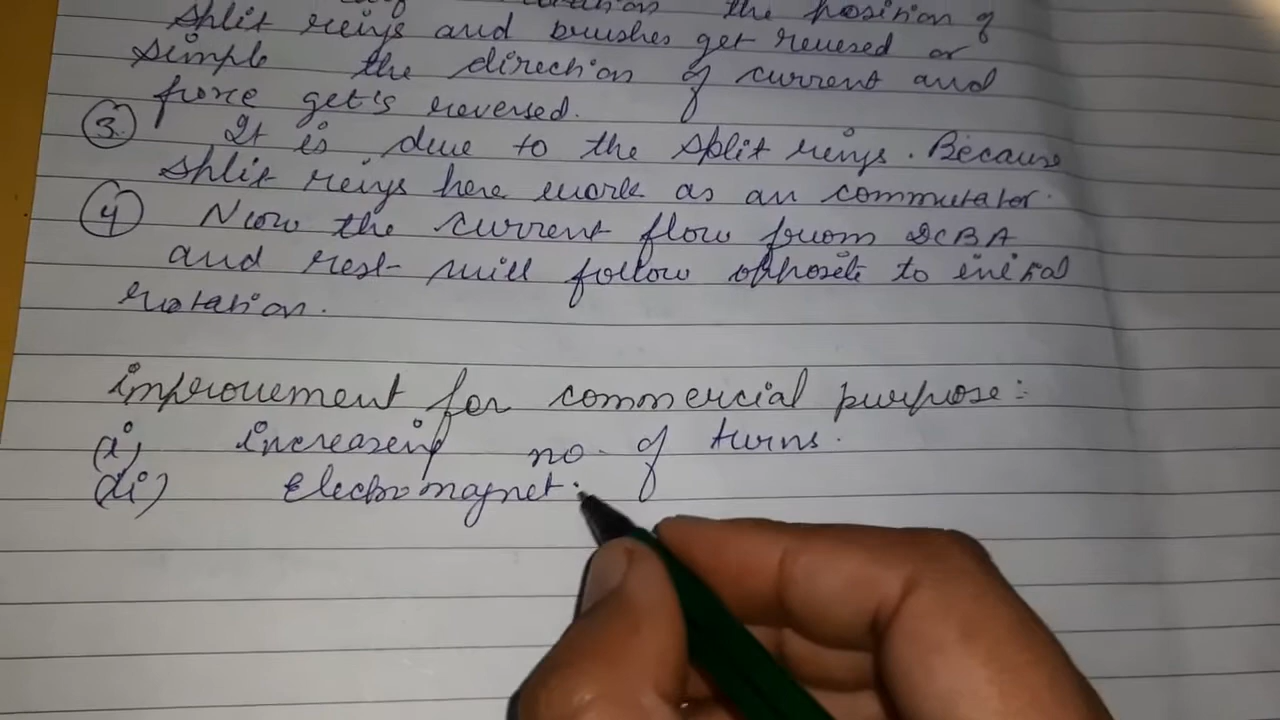 the position of
split rings and brushes get reversed or
simple the direction of current and
force get's reversed.
3. It is due to the split rings. Because
split rings here work as an commutator.
4 Now the current flow from DCBA
and rest will follow opposite to initial
rotation.
improvement for commercial purpose:
(i) increasing no. of turns.
(ii) Electromagnet.